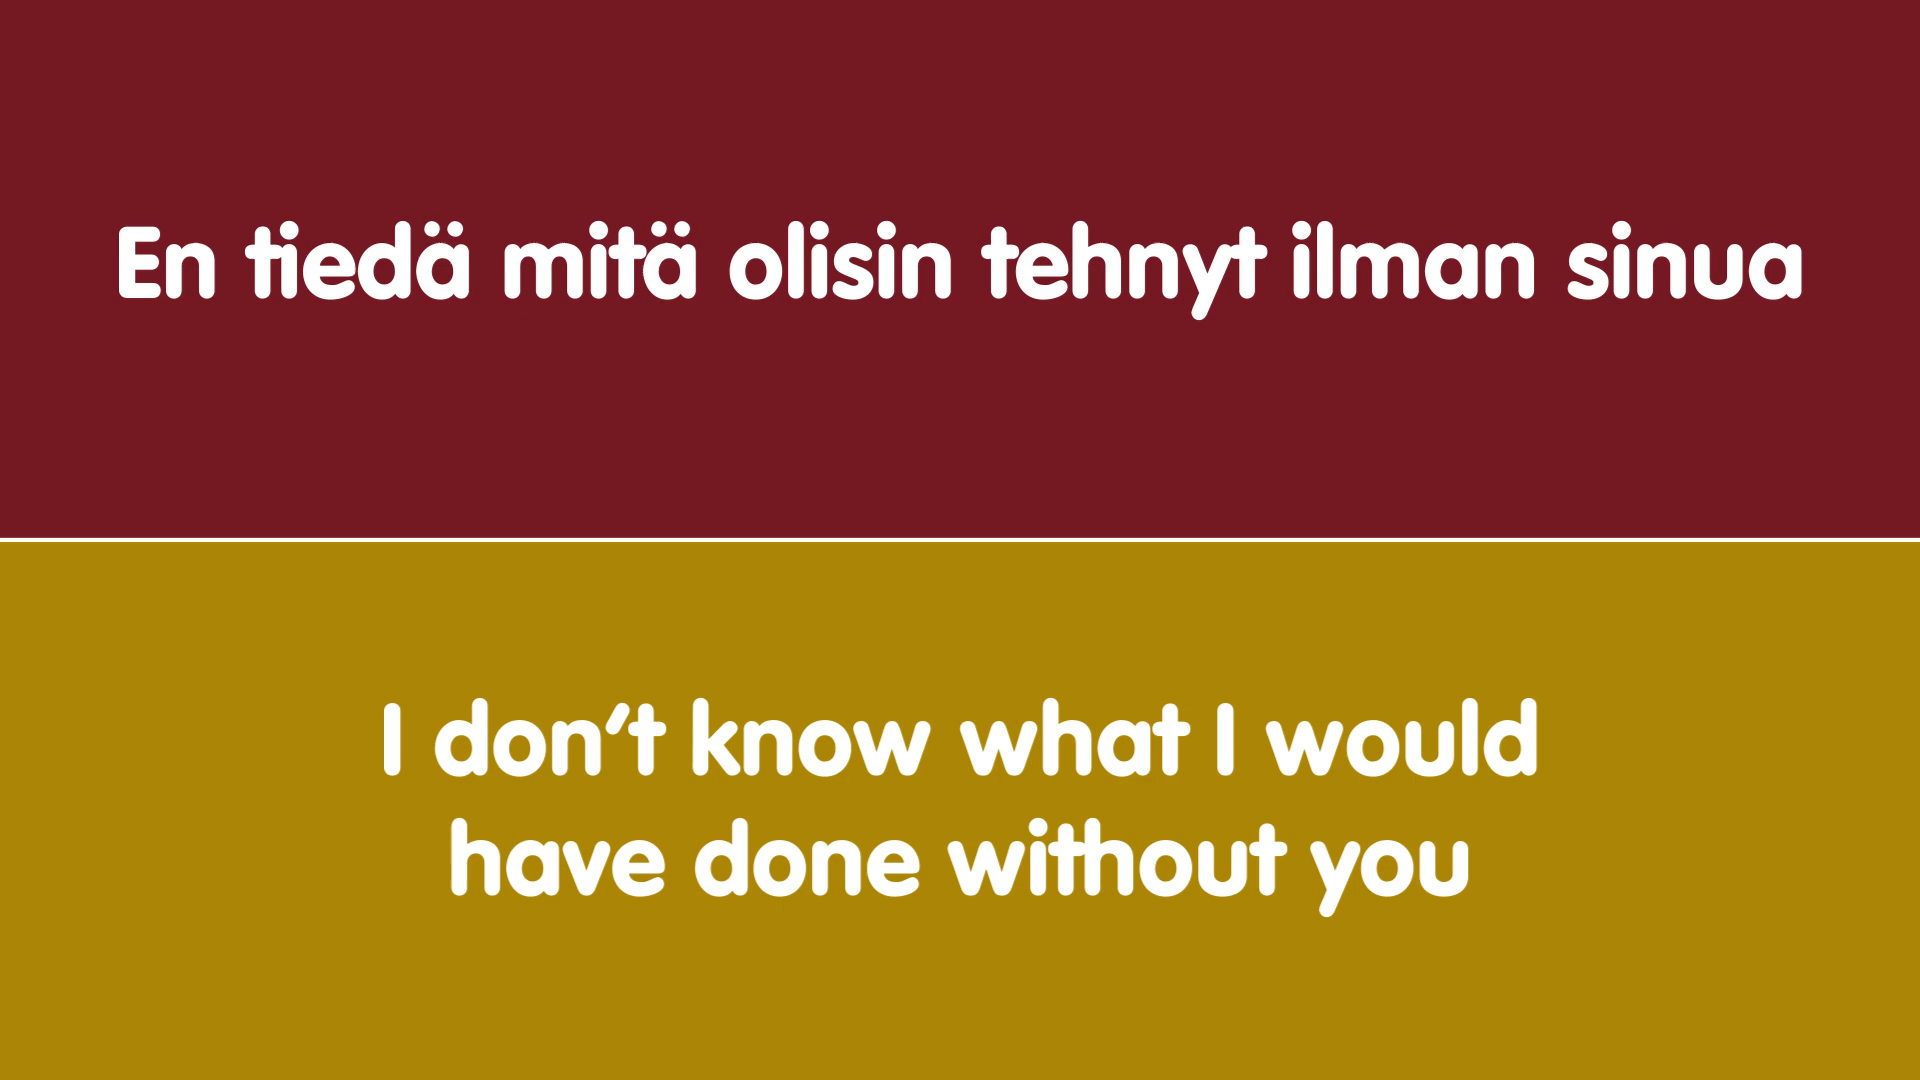 En tiedä mitä olisin tehnyt ilman sinua
I don't know what I would
have done without you